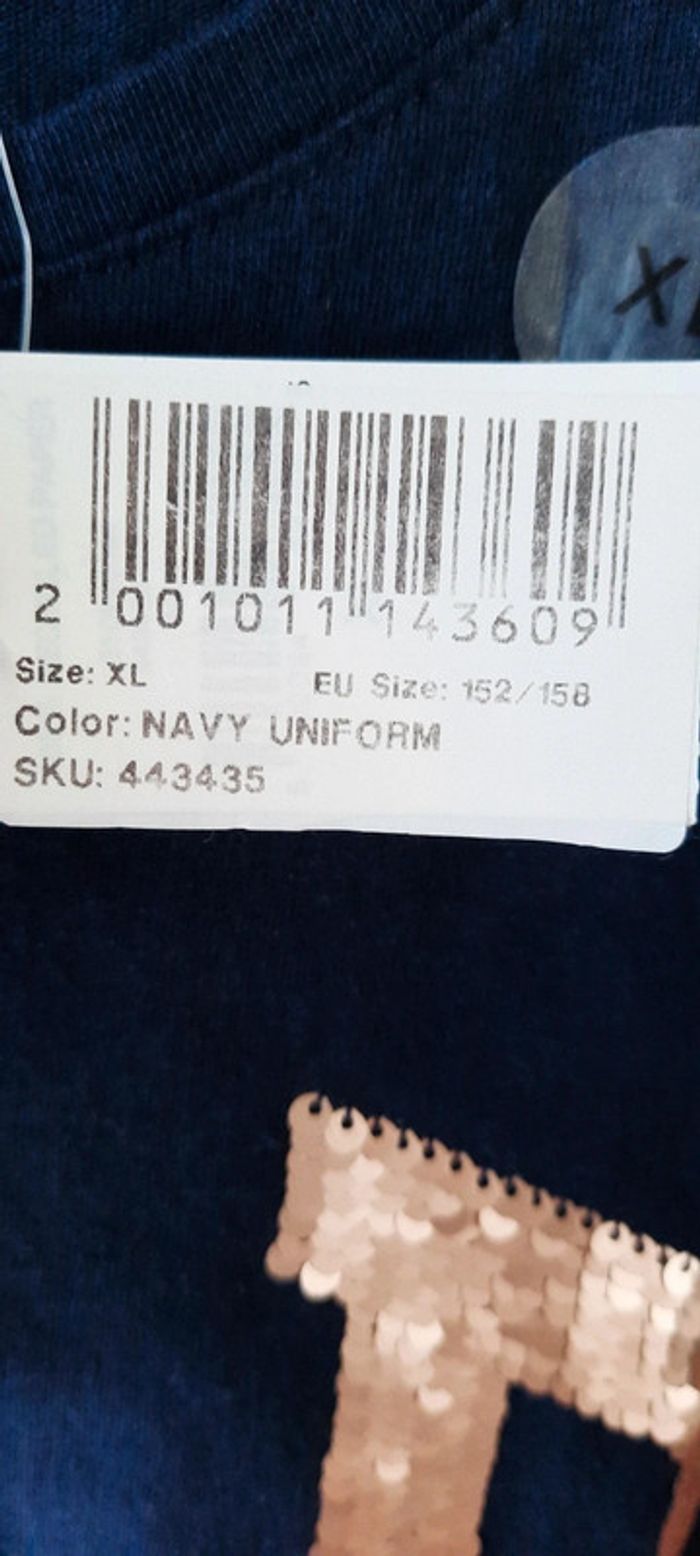 X
2 001011 143609
Size: XL EU Size: 152/158
Color: NAVY UNIFORM
SKU: 443435